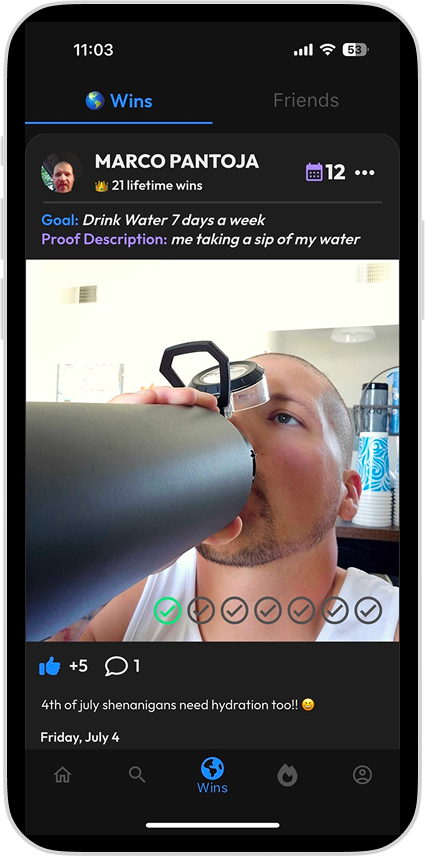 11:03
53
Wins
Friends
MARCO PANTOJA
12
21 lifetime wins
Goal: Drink Water 7 days a week
Proof Description: me taking a sip of my water
+5
1
4th of july shenanigans need hydration too!! 😄
Friday, July 4
Wins